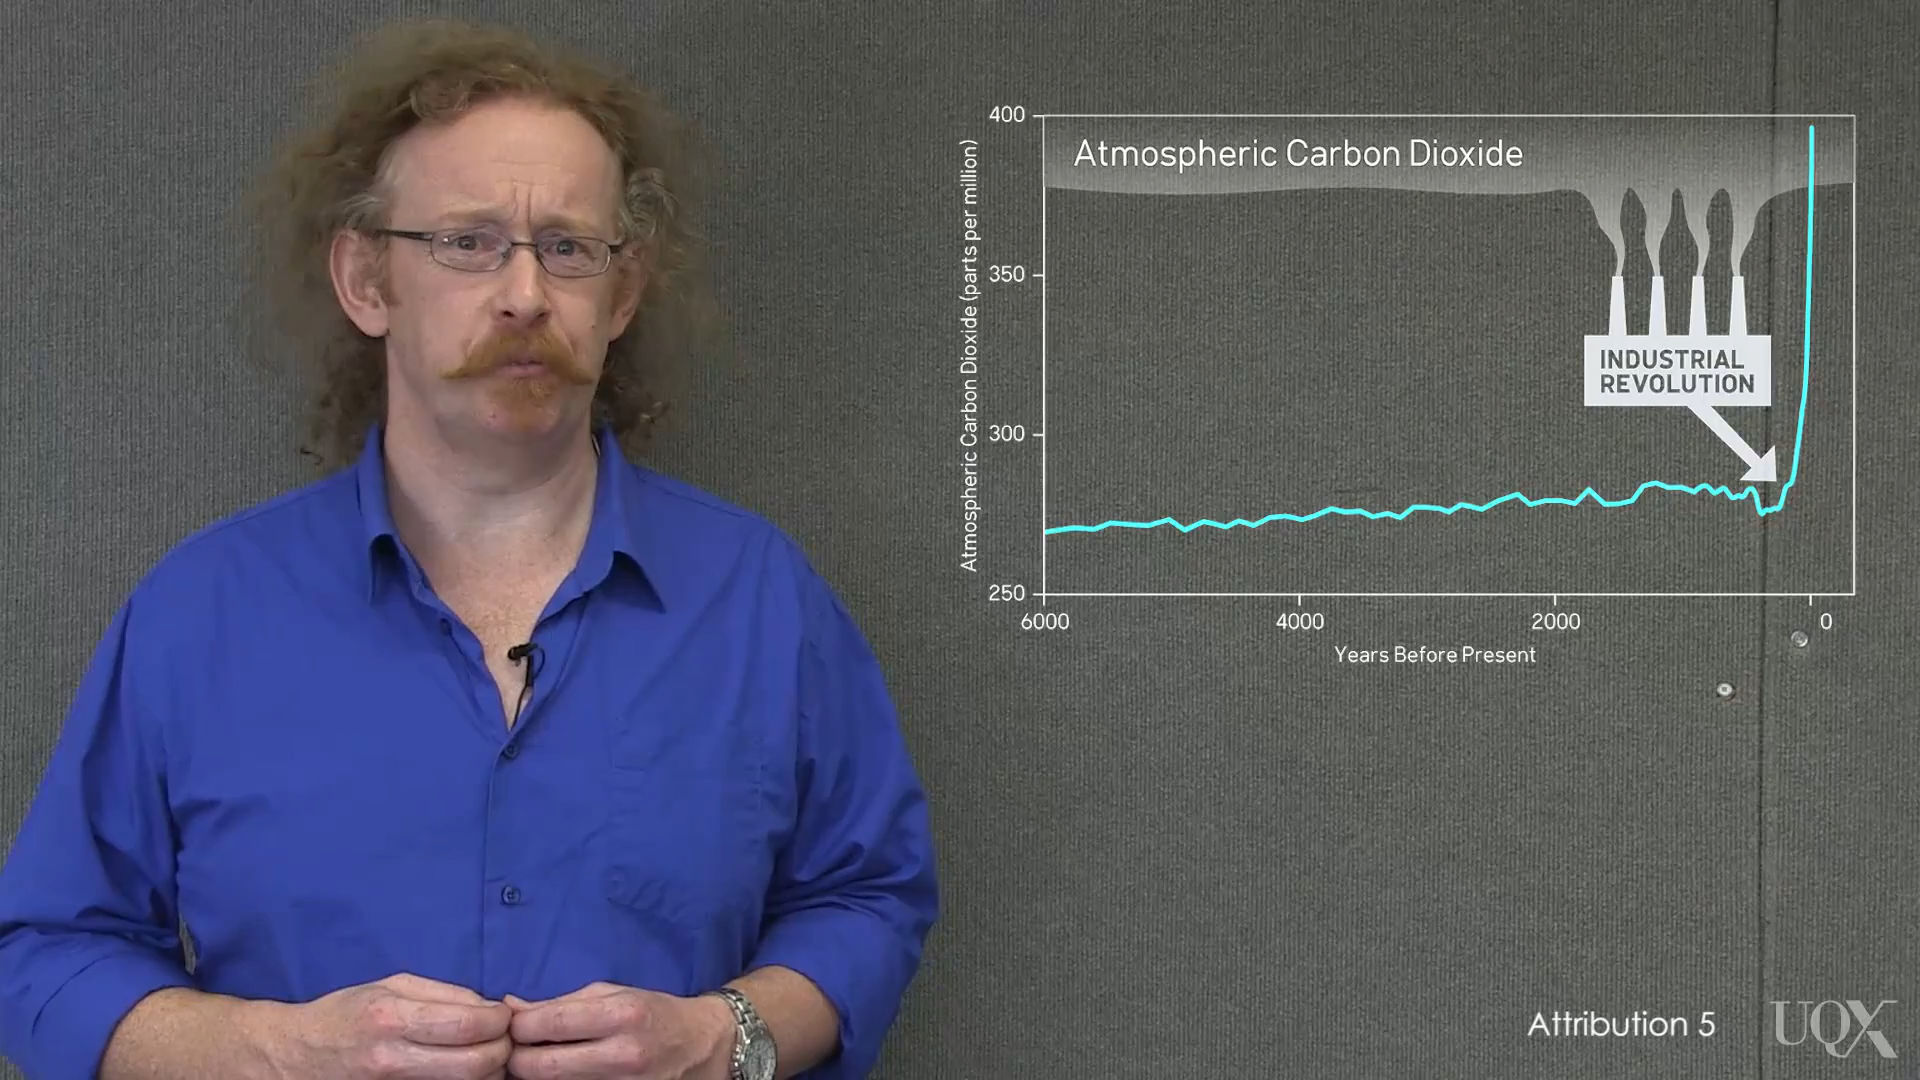 400
Atmospheric Carbon Dioxide
350
INDUSTRIAL
REVOLUTION
300
250
Atmospheric Carbon Dioxide (parts per million)
6000 4000 2000 0
Years Before Present
Attribution 5
UQX